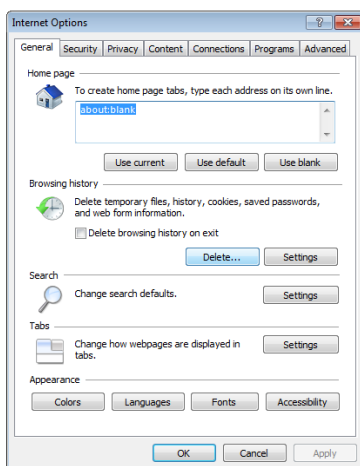 Internet Options
General Security Privacy Content Connections Programs Advanced
Home page
To create home page tabs, type each address on its own line.
about:blank
Use current Use default Use blank
Browsing history
Delete temporary files, history, cookies, saved passwords,
and web form information.
Delete browsing history on exit
Delete... Settings
Search
Change search defaults. Settings
Tabs
Change how webpages are displayed in
tabs.
Settings
Appearance
Colors Languages Fonts Accessibility
OK Cancel Apply